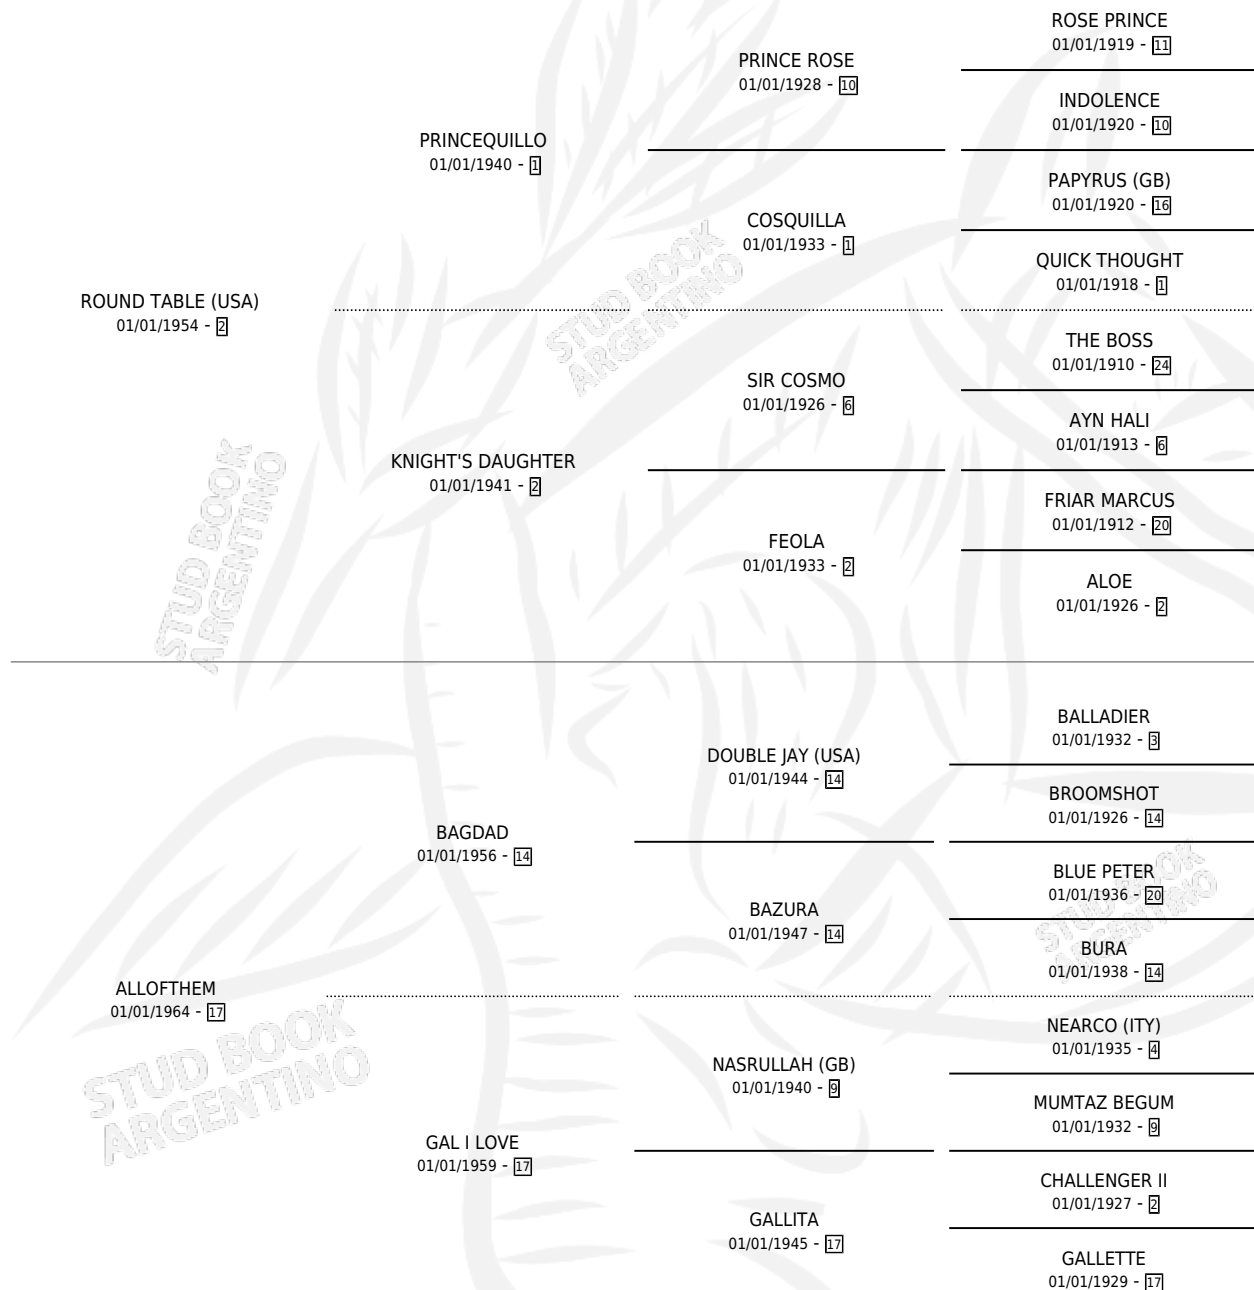 ROSE PRINCE
01/01/1919 - 11
PRINCE ROSE
01/01/1928 - 10
INDOLENCE
01/01/1920 - 10
PRINCEQUILLO
01/01/1940 - 1
PAPYRUS (GB)
01/01/1920 - 16
COSQUILLA
01/01/1933 - 1
QUICK THOUGHT
01/01/1918 - 1
ROUND TABLE (USA)
01/01/1954 - 2
STUD BOOK
ARGENTINO
THE BOSS
01/01/1910 - 24
SIR COSMO
01/01/1926 - 6
AYN HALI
01/01/1913 - 6
KNIGHT'S DAUGHTER
01/01/1941 - 2
FRIAR MARCUS
01/01/1912 - 20
FEOLA
01/01/1933 - 2
ALOE
01/01/1926 - 2
STUD BOOK
ARGENTINO
BALLADIER
01/01/1932 - 3
DOUBLE JAY (USA)
01/01/1944 - 14
BROOMSHOT
01/01/1926 - 14
BAGDAD
01/01/1956 - 14
BLUE PETER
01/01/1936 - 20
STUD BOOK
ARGENTINO
BAZURA
01/01/1947 - 14
BURA
01/01/1938 - 14
ALLOFTHEM
01/01/1964 - 17
STUD BOOK
ARGENTINO
NEARCO (ITY)
01/01/1935 - 4
NASRULLAH (GB)
01/01/1940 - 9
MUMTAZ BEGUM
01/01/1932 - 9
GAL I LOVE
01/01/1959 - 17
CHALLENGER II
01/01/1927 - 2
GALLITA
01/01/1945 - 17
GALLETTE
01/01/1929 - 17